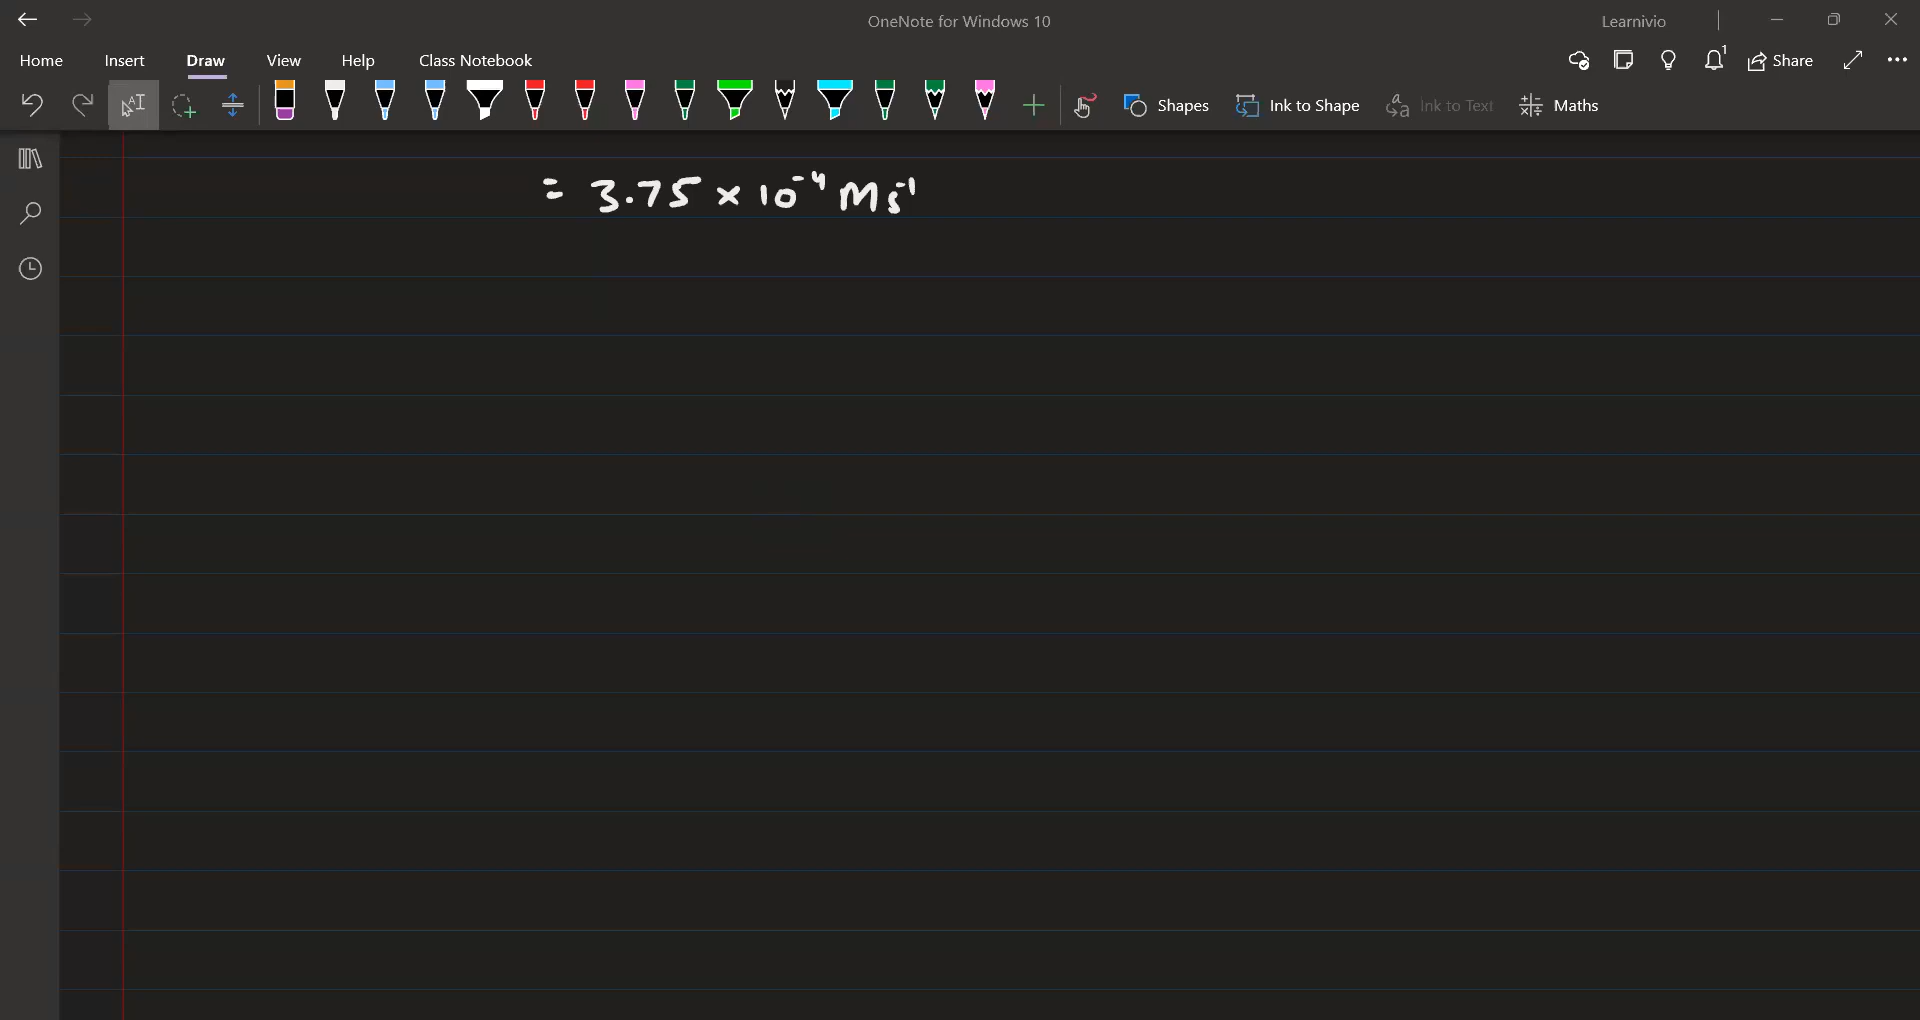 OneNote for Windows 10
Learnivio
Home Insert Draw View Help Class Notebook
1
Share
Shapes Ink to Shape Ink to Text Maths
= 3.75 × 10⁻⁴ M s⁻¹